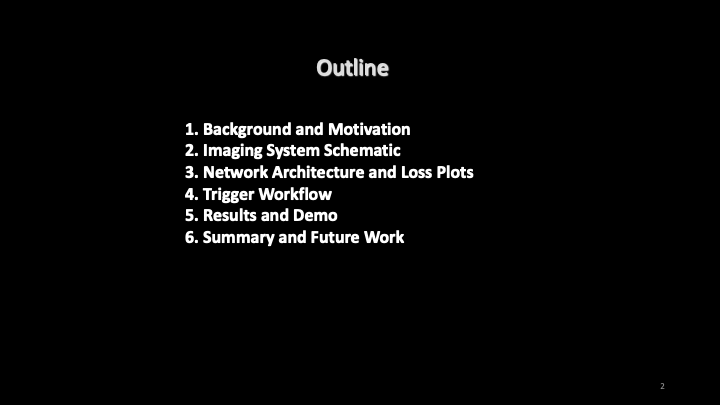 Outline
1. Background and Motivation
2. Imaging System Schematic
3. Network Architecture and Loss Plots
4. Trigger Workflow
5. Results and Demo
6. Summary and Future Work
2